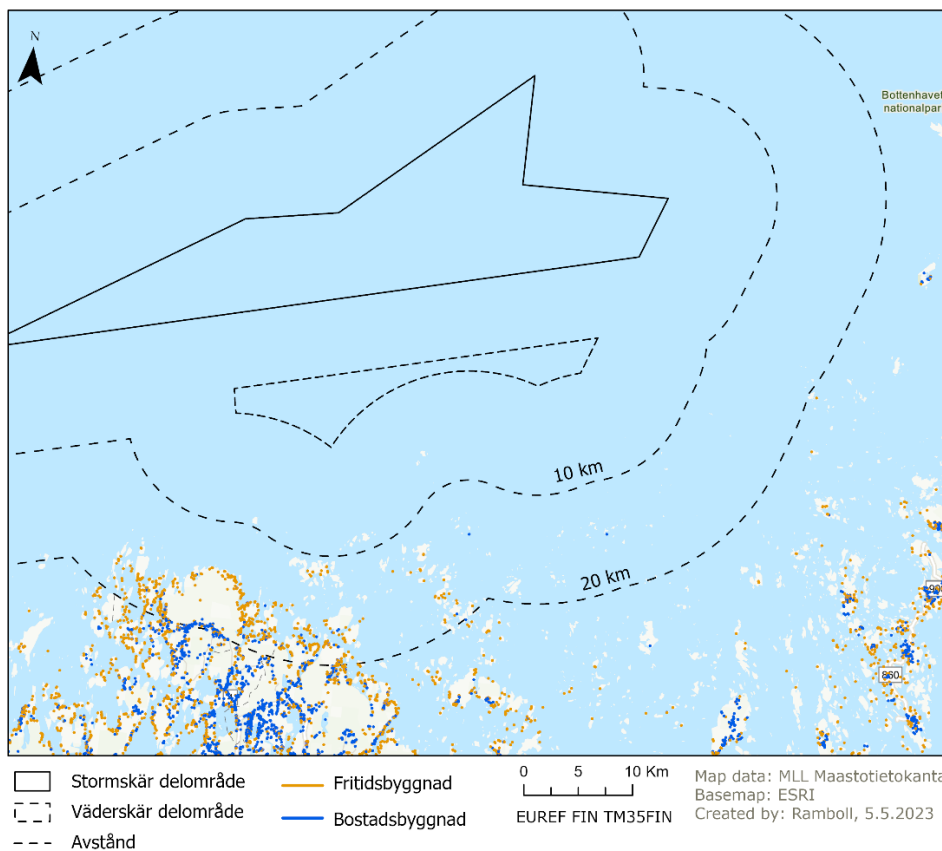 N
Bottenhavet
nationalpar
10 km
20 km
860
Stormskär delområde
Väderskär delområde
Avstånd
Fritidsbyggnad
Bostadsbyggnad
0 5 10 Km
EUREF FIN TM35FIN
Map data: MLL Maastotietokanta
Basemap: ESRI
Created by: Ramboll, 5.5.2023